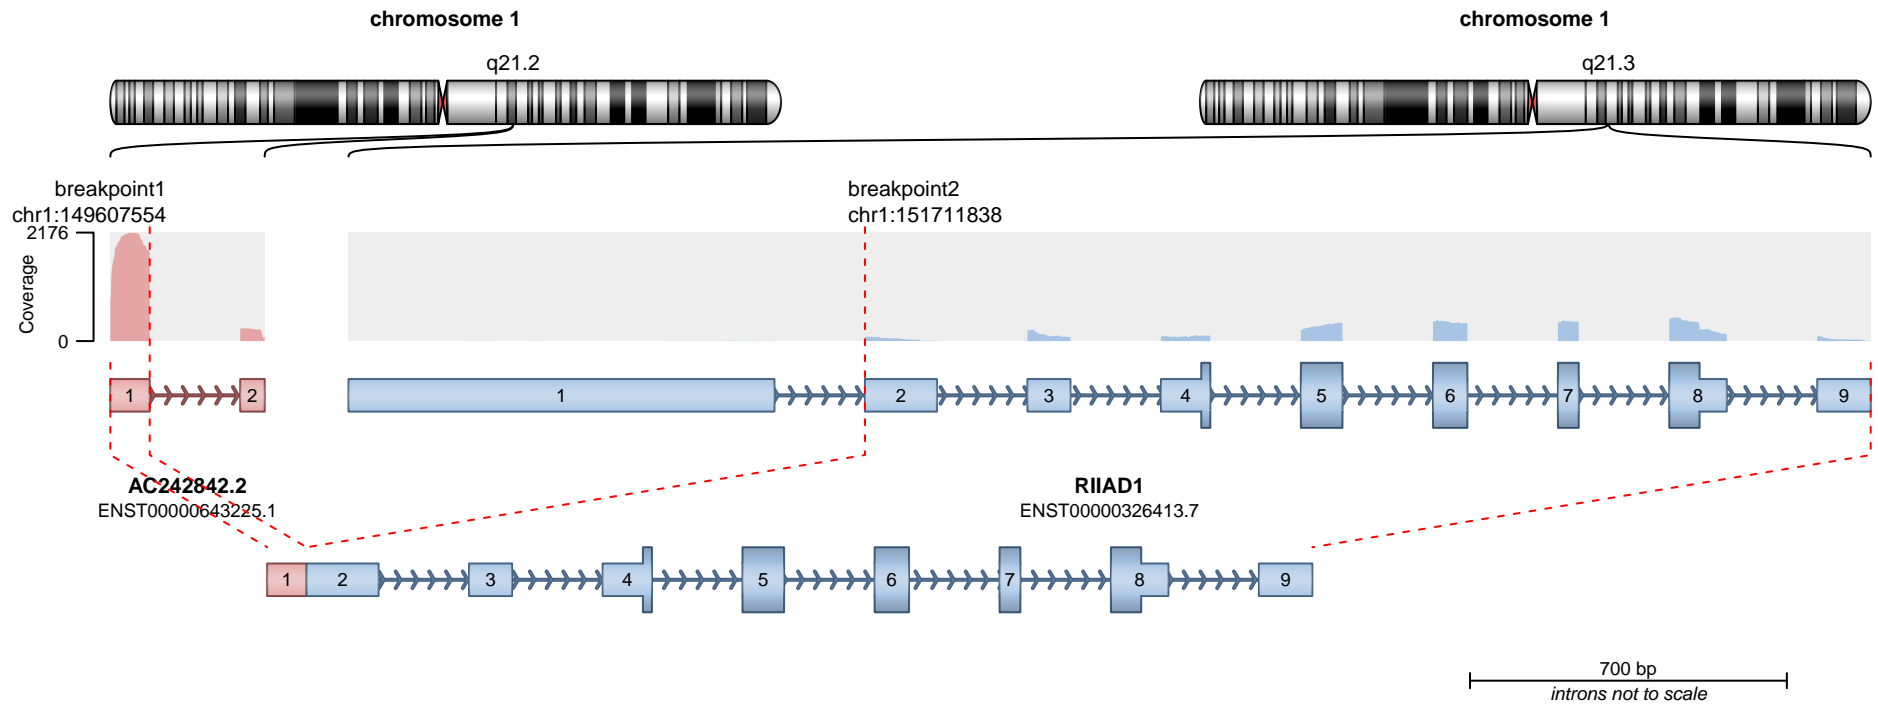 chromosome 1
chromosome 1
q21.2
q21.3
breakpoint1
chr1:149607554
breakpoint2
chr1:151711838
2176
Coverage
0
1
2
1
2
3
4
5
6
7
8
9
AC242842.2
ENST00000643225.1
RIIAD1
ENST00000326413.7
1
2
3
4
5
6
7
8
9
700 bp
introns not to scale